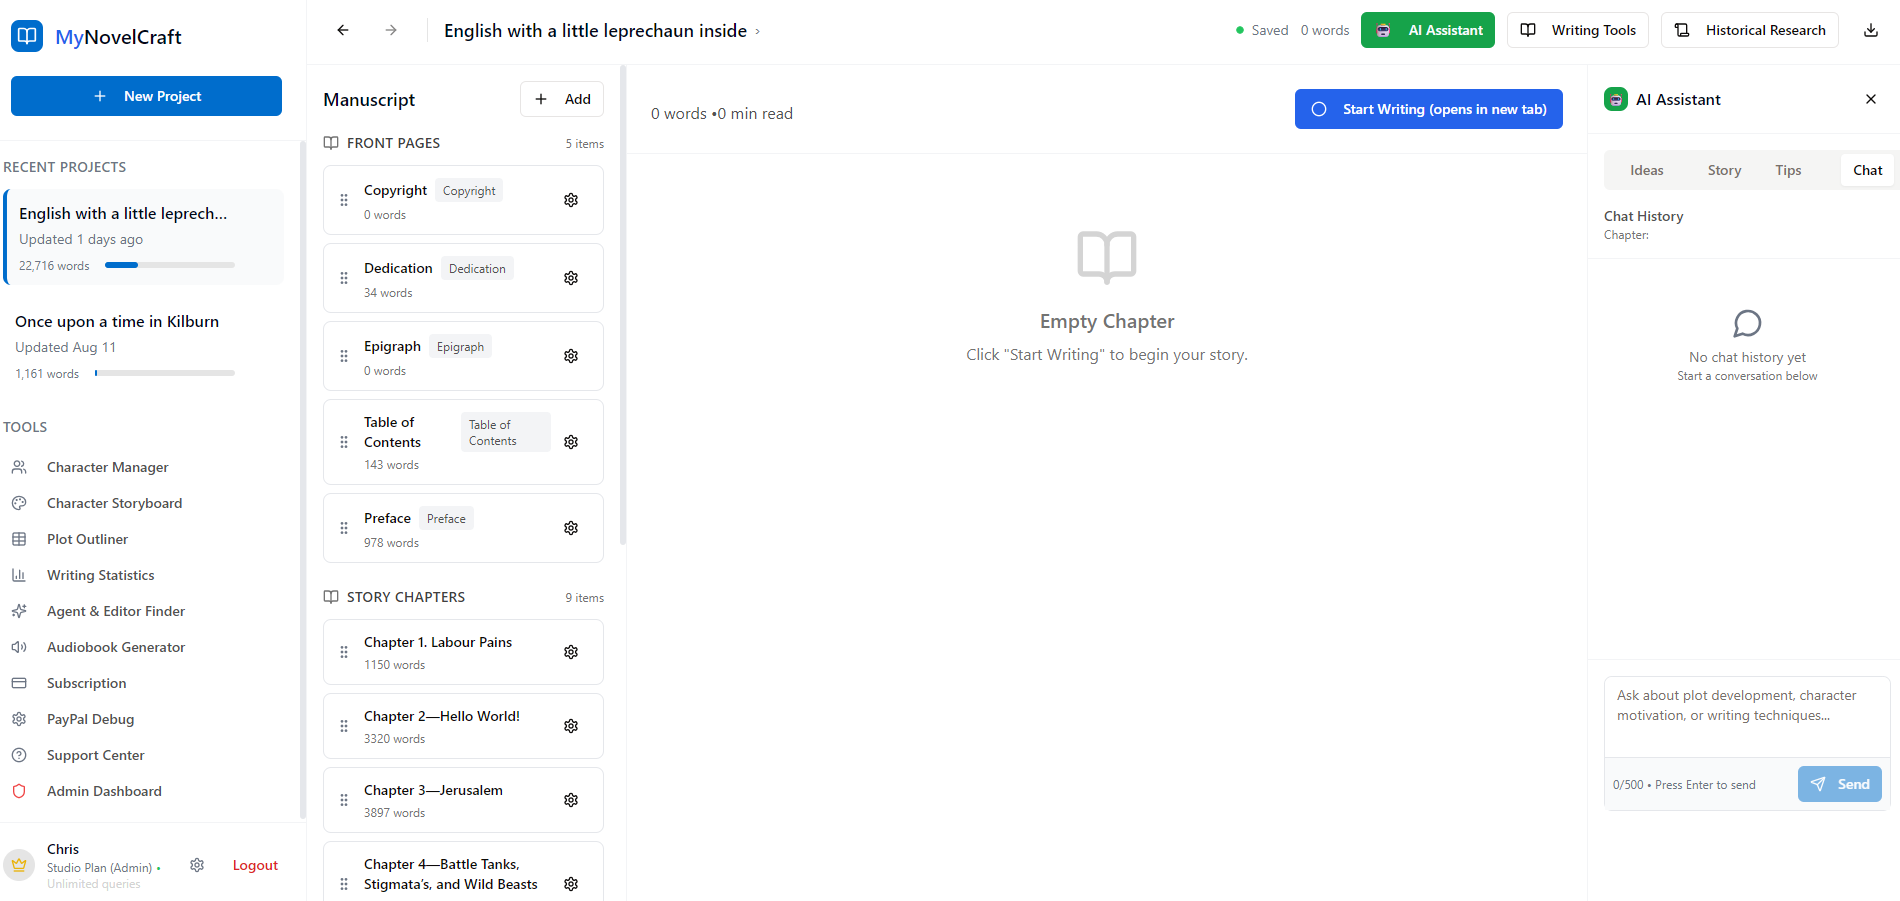 MyNovelCraft
New Project
RECENT PROJECTS
English with a little leprech...
Updated 1 days ago
22,716 words
Once upon a time in Kilburn
Updated Aug 11
1,161 words
TOOLS
Character Manager
Character Storyboard
Plot Outliner
Writing Statistics
Agent & Editor Finder
Audiobook Generator
Subscription
PayPal Debug
Support Center
Admin Dashboard
Chris
Studio Plan (Admin) •
Unlimited queries
Logout
English with a little leprechaun inside ›
Saved 0 words
AI Assistant
Writing Tools
Historical Research
Manuscript
Add
FRONT PAGES 5 items
Copyright Copyright
0 words
Dedication Dedication
34 words
Epigraph Epigraph
0 words
Table of
Contents
Table of
Contents
143 words
Preface Preface
978 words
STORY CHAPTERS 9 items
Chapter 1. Labour Pains
1150 words
Chapter 2—Hello World!
3320 words
Chapter 3—Jerusalem
3897 words
Chapter 4—Battle Tanks,
Stigmata's, and Wild Beasts
0 words •0 min read
Start Writing (opens in new tab)
Empty Chapter
Click "Start Writing" to begin your story.
AI Assistant
Ideas Story Tips Chat
Chat History
Chapter:
No chat history yet
Start a conversation below
Ask about plot development, character
motivation, or writing techniques...
0/500 • Press Enter to send
Send